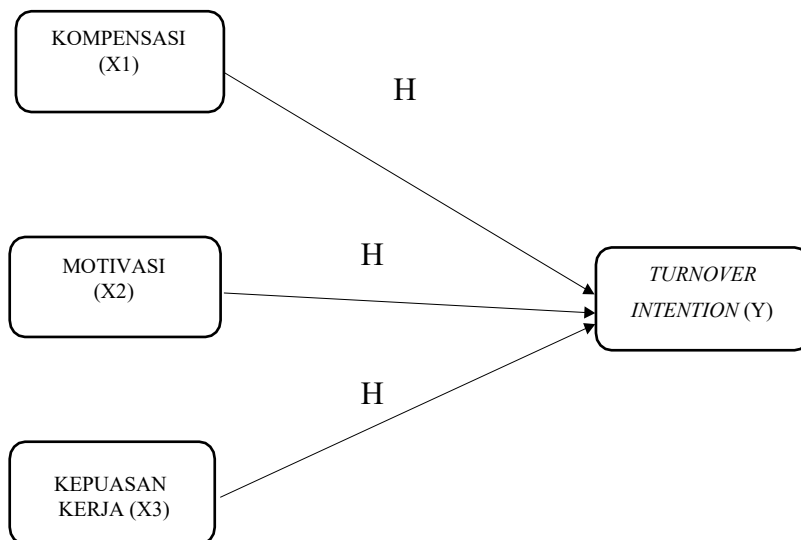 KOMPENSASI
(X1)
H
MOTIVASI
(X2)
H
TURNOVER
INTENTION (Y)
H
KEPUASAN
KERJA (X3)